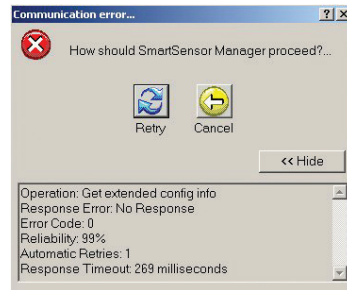 Communication error...
How should SmartSensor Manager proceed?...
Retry
Cancel
<< Hide
Operation: Get extended config info
Response Error: No Response
Error Code: 0
Reliability: 99%
Automatic Retries: 1
Response Timeout: 269 milliseconds